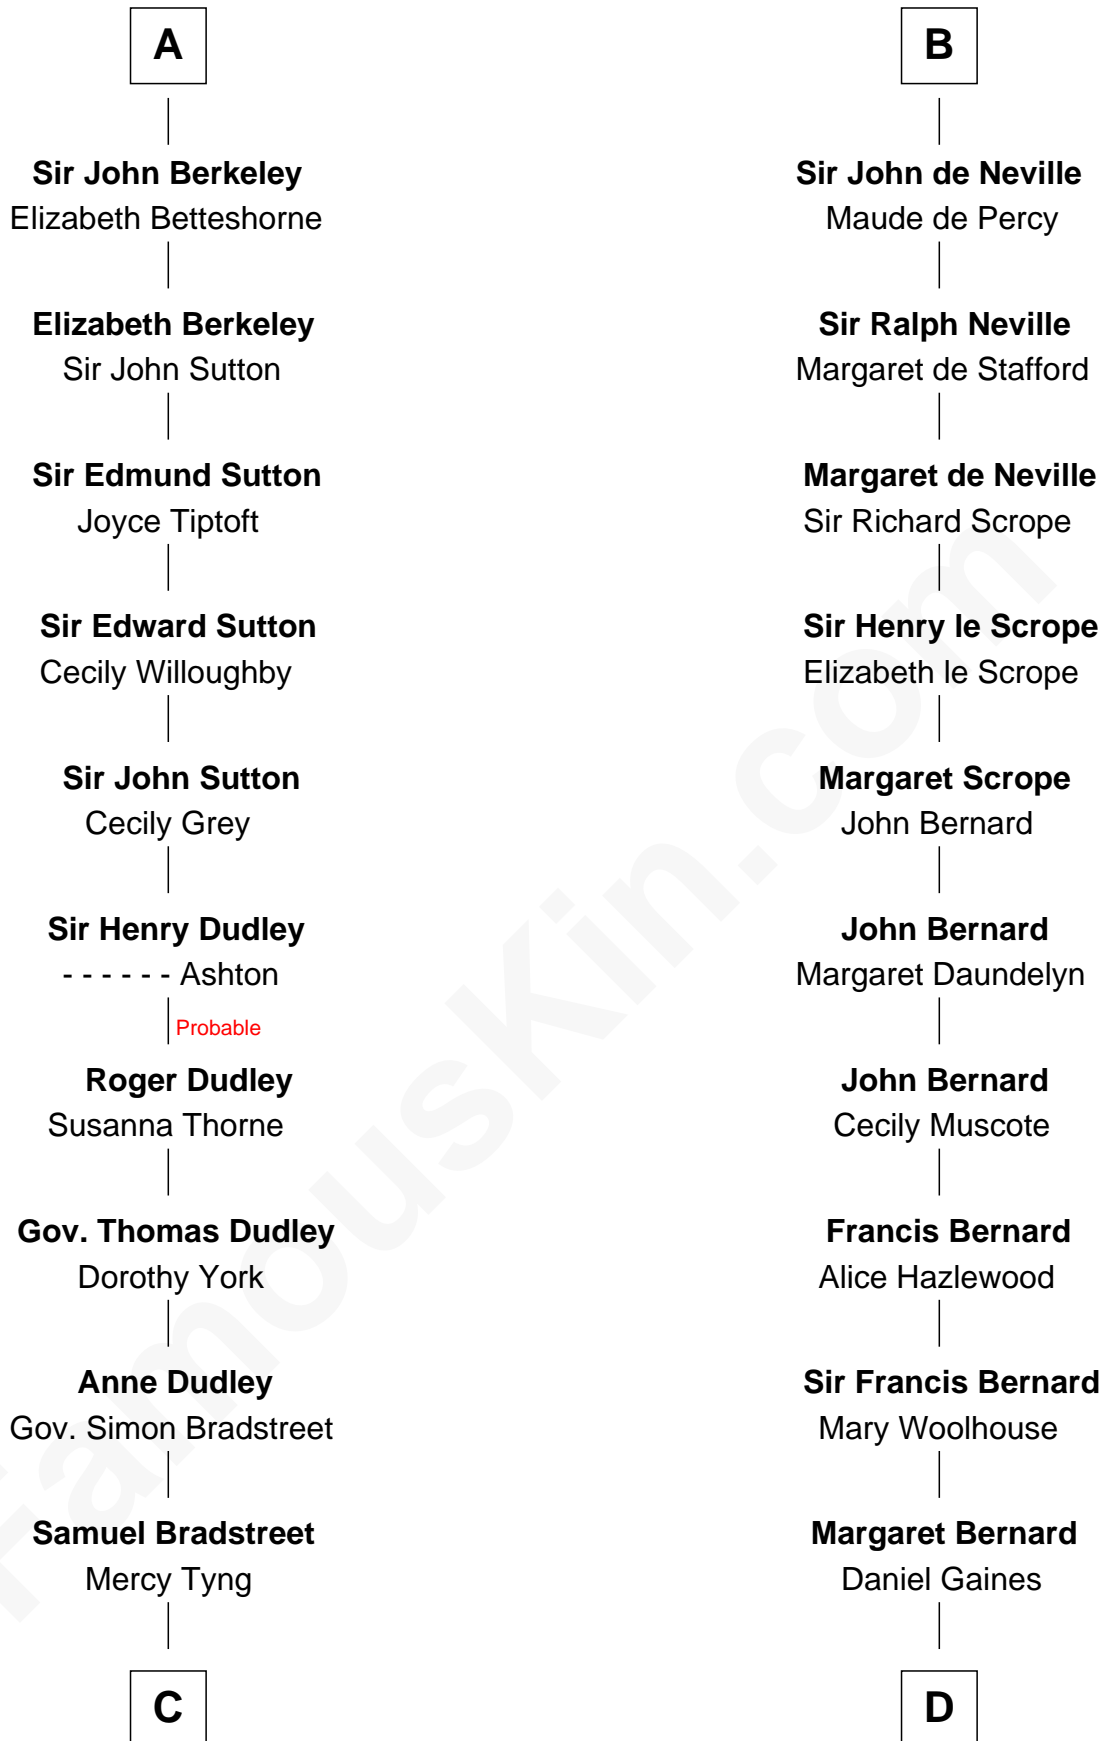 A
Sir John Berkeley
Elizabeth Betteshorne
Elizabeth Berkeley
Sir John Sutton
Sir Edmund Sutton
Joyce Tiptoft
Sir Edward Sutton
Cecily Willoughby
Sir John Sutton
Cecily Grey
Sir Henry Dudley
- - - - - - Ashton
Probable
Roger Dudley
Susanna Thorne
Gov. Thomas Dudley
Dorothy York
Anne Dudley
Gov. Simon Bradstreet
Samuel Bradstreet
Mercy Tyng
C
B
Sir John de Neville
Maude de Percy
Sir Ralph Neville
Margaret de Stafford
Margaret de Neville
Sir Richard Scrope
Sir Henry le Scrope
Elizabeth le Scrope
Margaret Scrope
John Bernard
John Bernard
Margaret Daundelyn
John Bernard
Cecily Muscote
Francis Bernard
Alice Hazlewood
Sir Francis Bernard
Mary Woolhouse
Margaret Bernard
Daniel Gaines
D
FamousKin.com